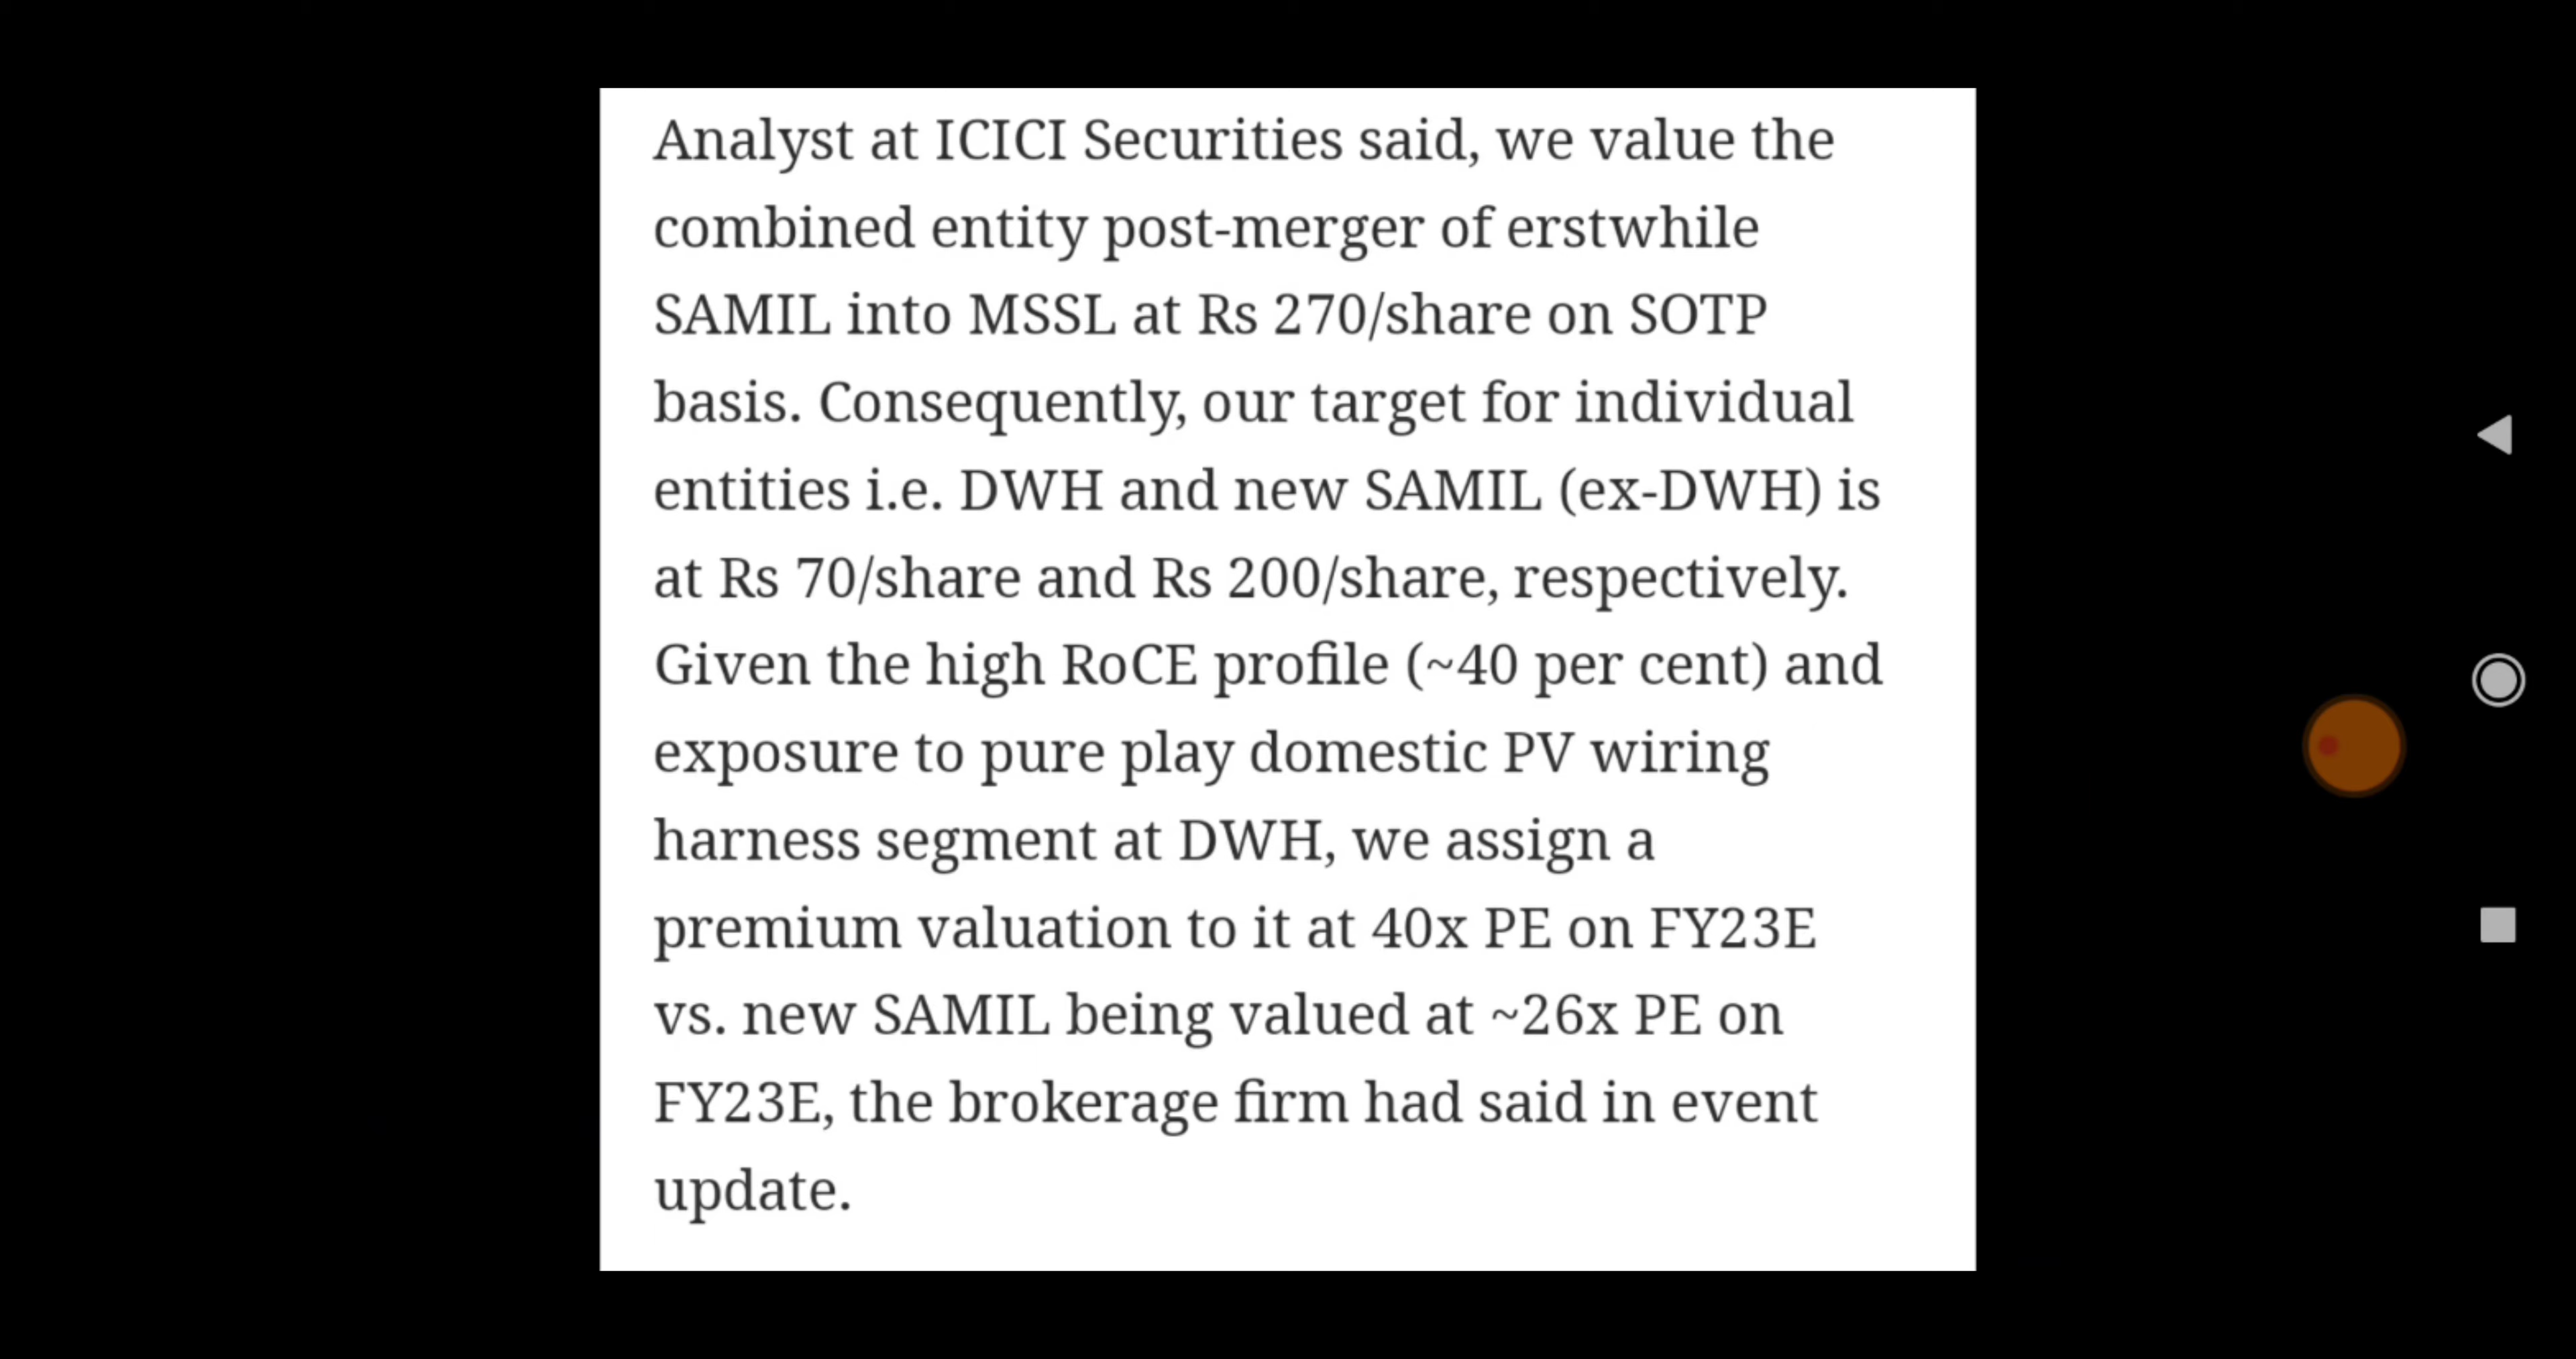 Analyst at ICICI Securities said, we value the
combined entity post-merger of erstwhile
SAMIL into MSSL at Rs 270/share on SOTP
basis. Consequently, our target for individual
entities i.e. DWH and new SAMIL (ex-DWH) is
at Rs 70/share and Rs 200/share, respectively.
Given the high RoCE profile (~40 per cent) and
exposure to pure play domestic PV wiring
harness segment at DWH, we assign a
premium valuation to it at 40x PE on FY23E
vs. new SAMIL being valued at ~26x PE on
FY23E, the brokerage firm had said in event
update.